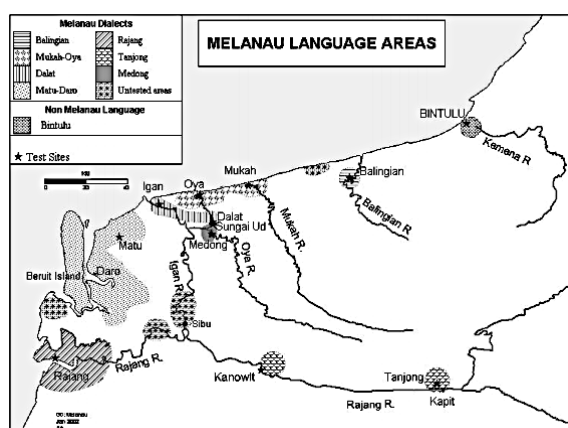 Melanau Dialects
Balingian
Rajang
Mukah-Oya
Tanjong
Dalat
Medong
Matu-Daro
Untested areas
Non Melanau Language
Bintulu
Test Sites
MELANAU LANGUAGE AREAS
BINTULU
Kemena R
Igan
Oya
Mukah
Balingian
Balingian R.
Dalat
Sungai Ud
Medong
Mukah R.
Oya R.
Matu
Daro
Beruit Island
Igan R.
Sibu
Rajang
Rajang R.
Kanowit
Tanjong
Kapit
Rajang R.
Jan 2002